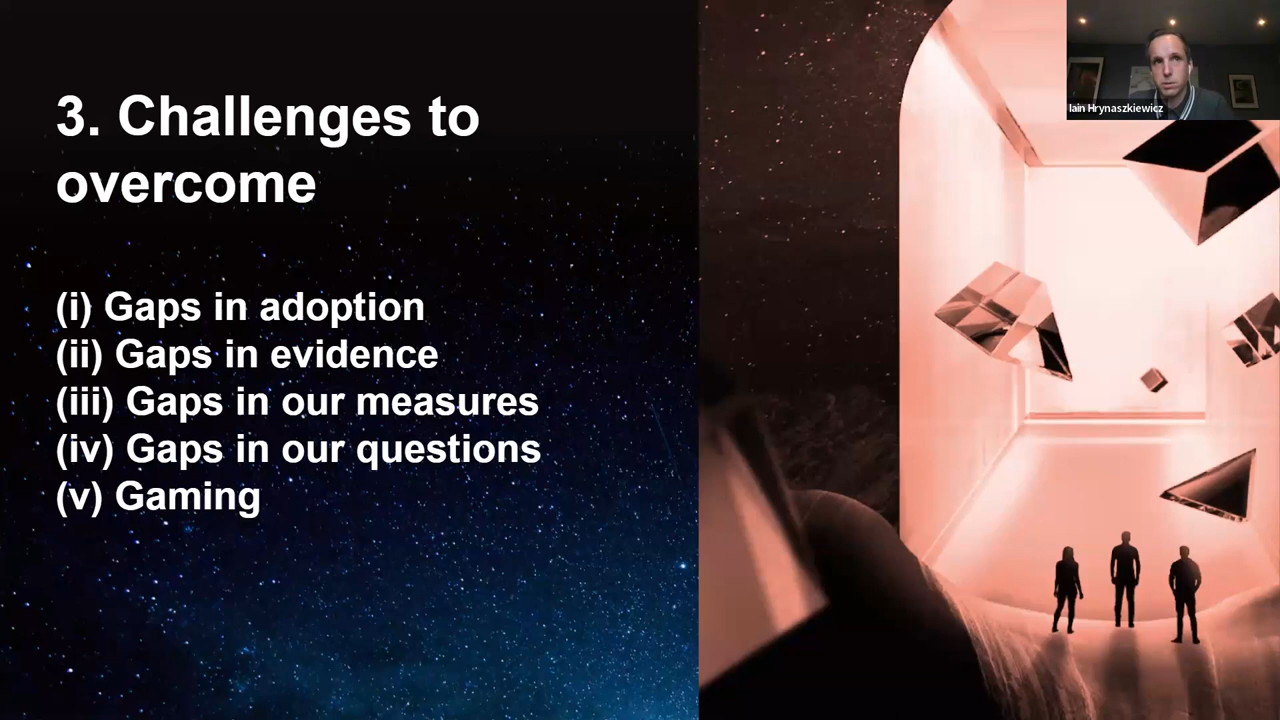 3. Challenges to
overcome
(i) Gaps in adoption
(ii) Gaps in evidence
(iii) Gaps in our measures
(iv) Gaps in our questions
(v) Gaming
Iain Hrynaszkiewicz